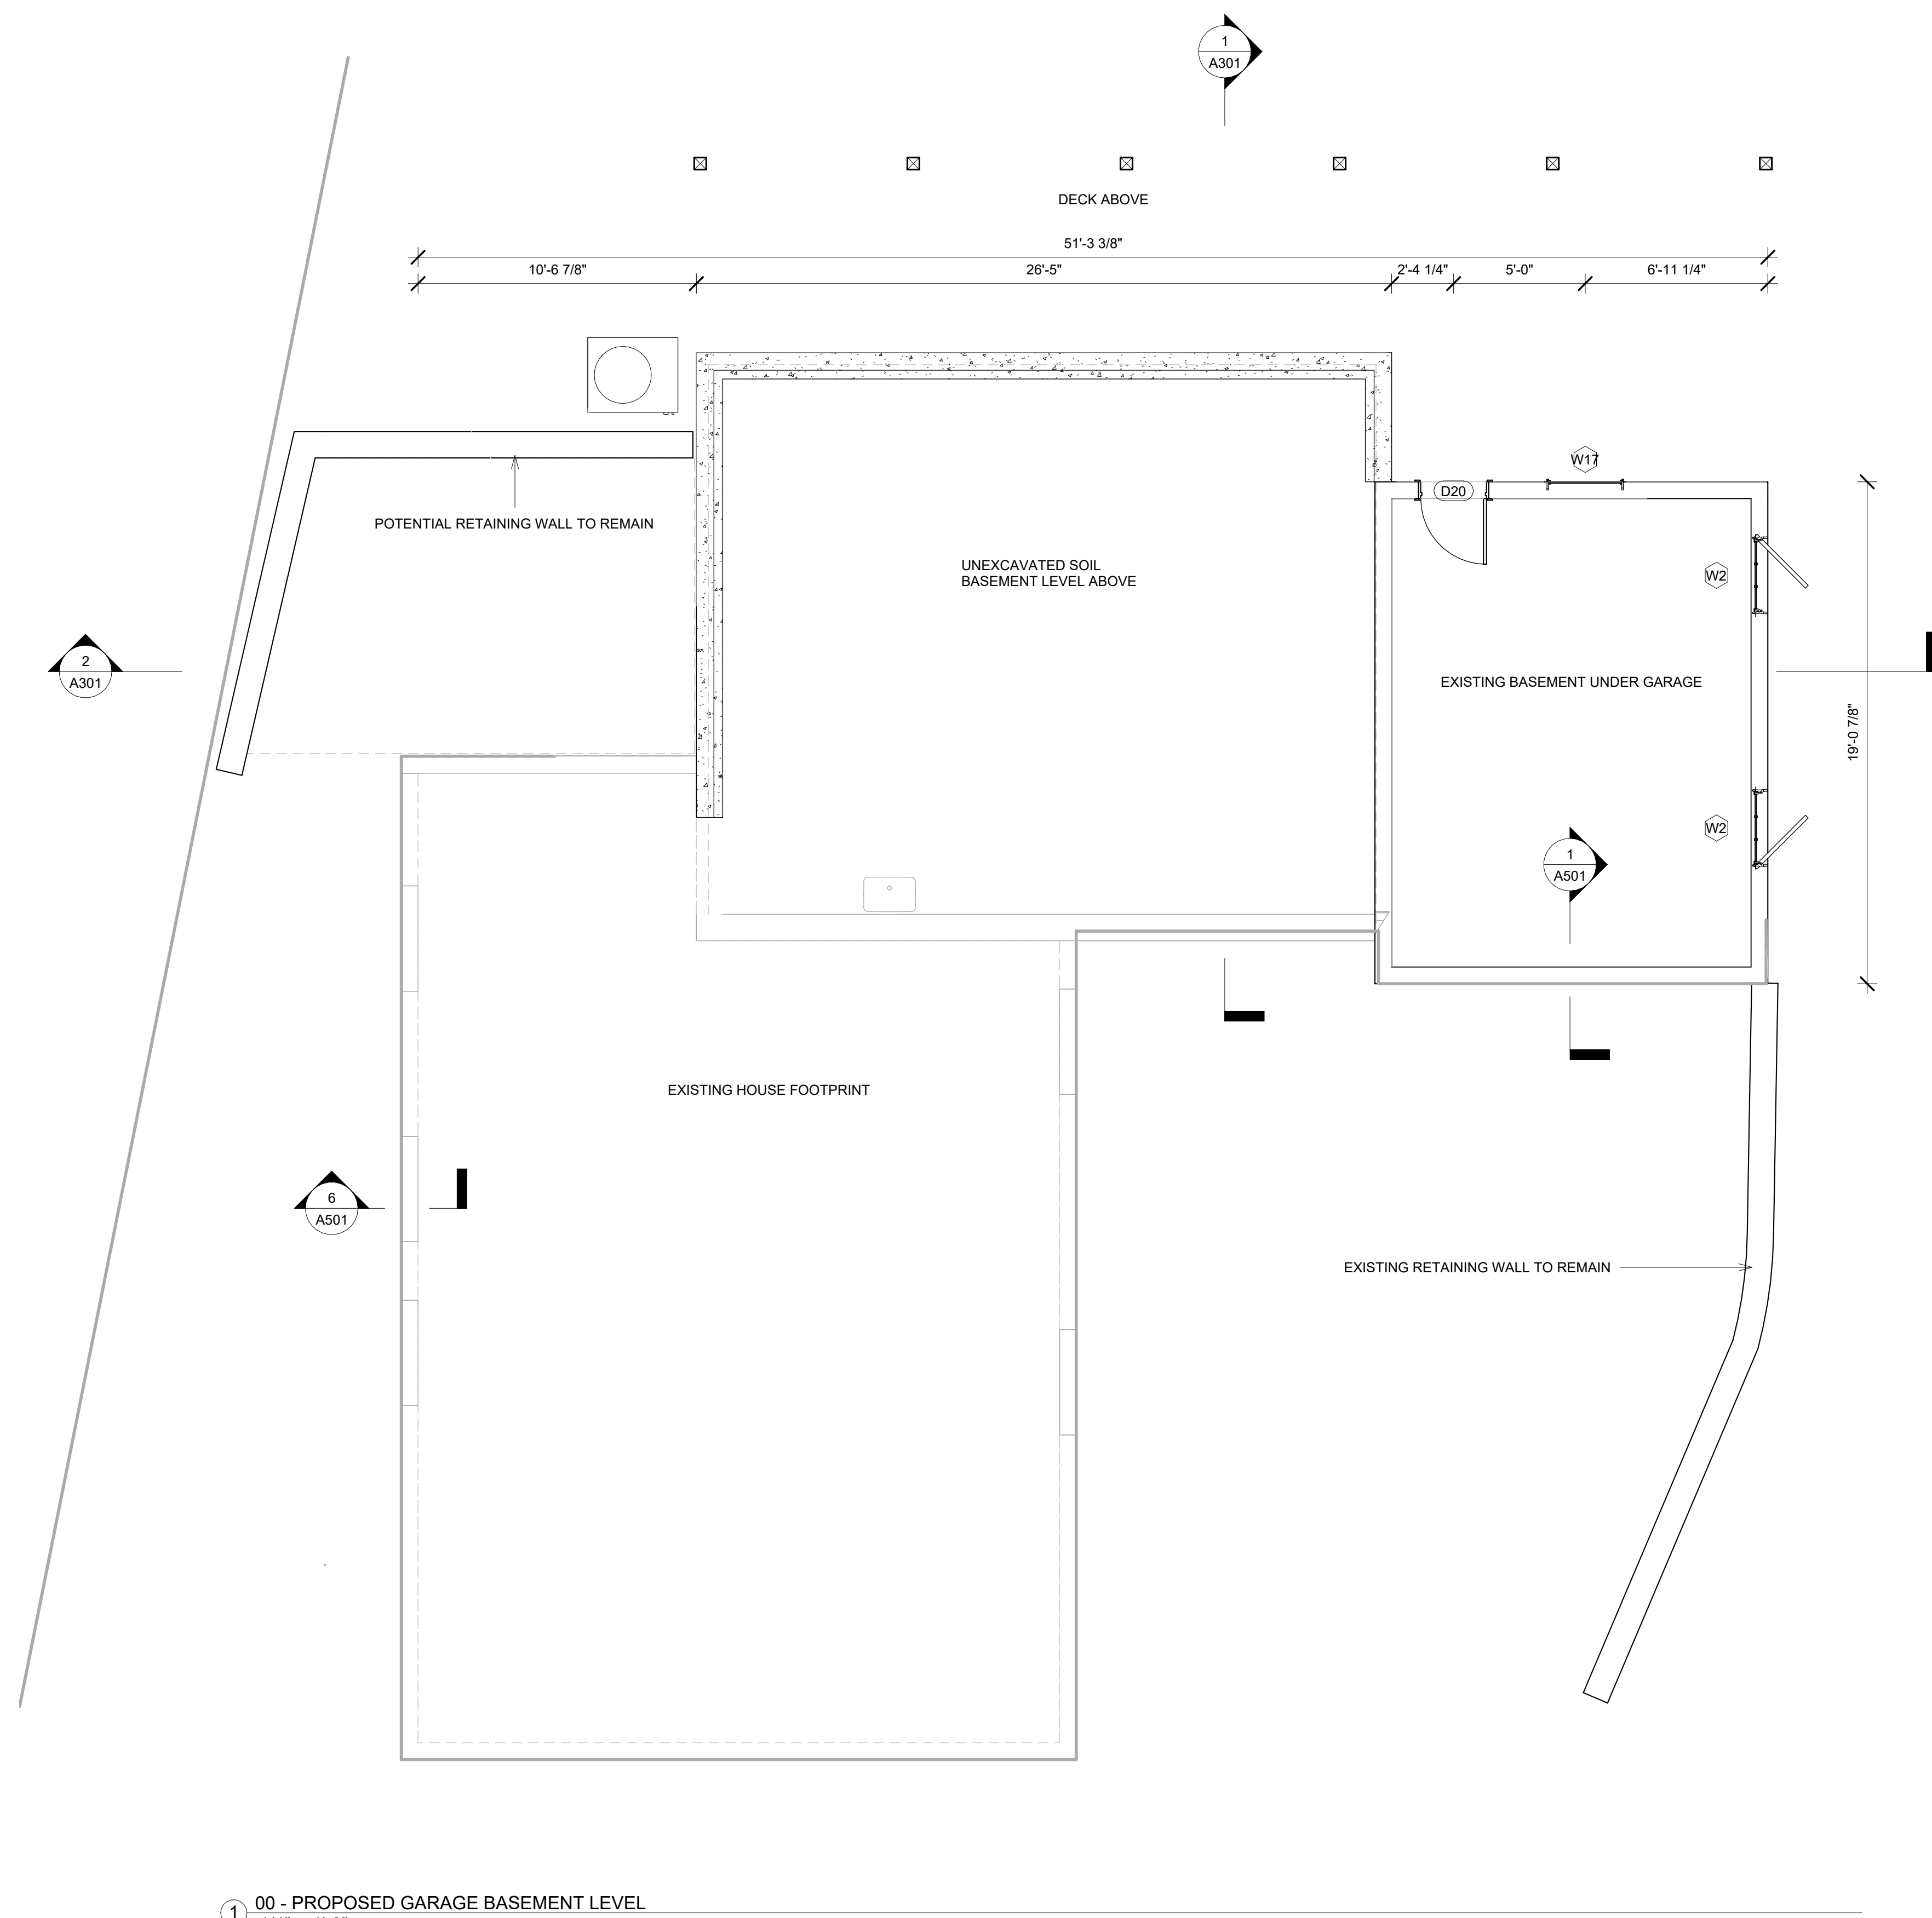 1
A301
DECK ABOVE
51'-3 3/8"
10'-6 7/8"
26'-5"
2'-4 1/4"
5'-0"
6'-11 1/4"
W17
D20
POTENTIAL RETAINING WALL TO REMAIN
UNEXCAVATED SOIL
BASEMENT LEVEL ABOVE
W2
2
A301
EXISTING BASEMENT UNDER GARAGE
19'-0 7/8"
W2
1
A501
EXISTING HOUSE FOOTPRINT
6
A501
EXISTING RETAINING WALL TO REMAIN
1
00 - PROPOSED GARAGE BASEMENT LEVEL